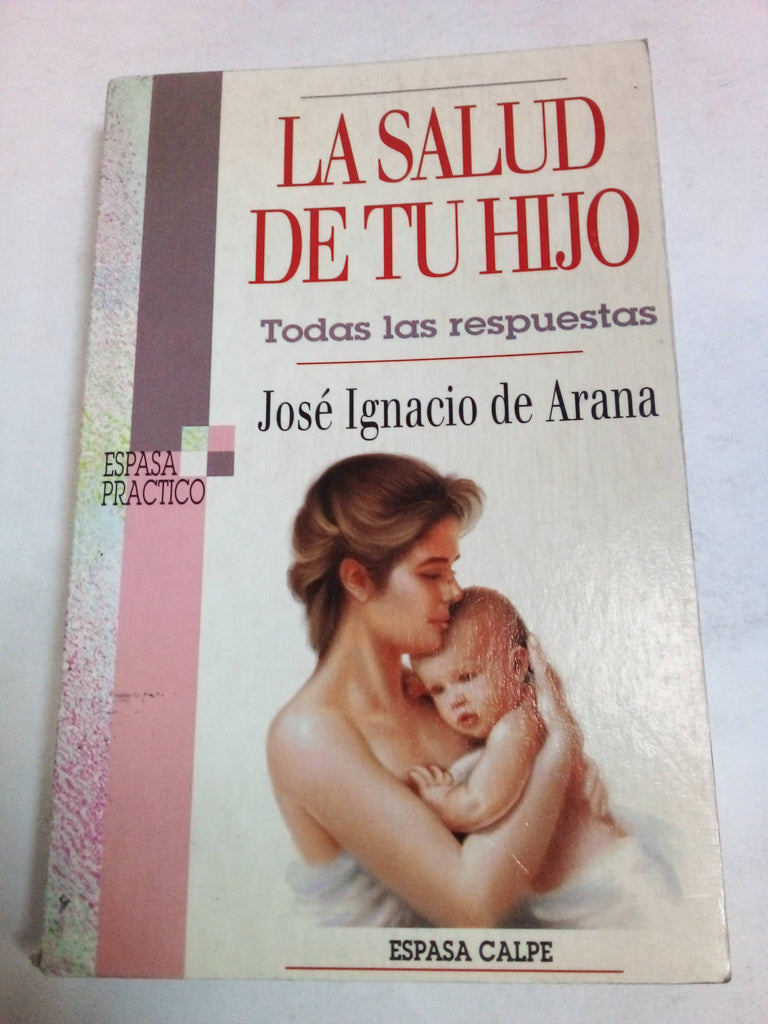 LA SALUD
DE TU HIJO
Todas las respuestas
José Ignacio de Arana
ESPASA
PRACTICO
ESPASA CALPE